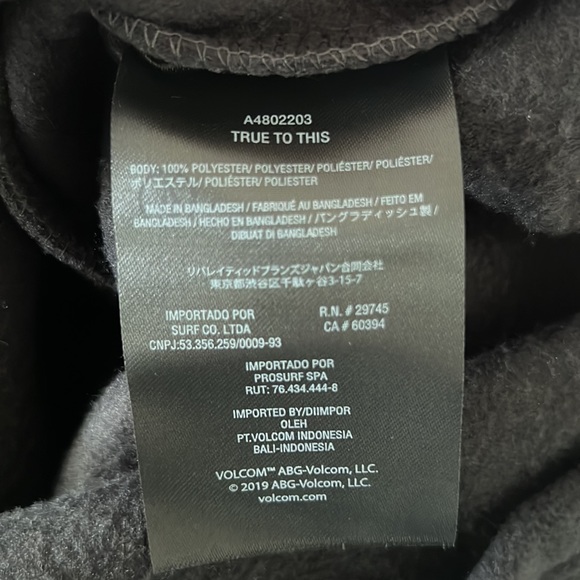 A4802203
TRUE TO THIS
BODY: 100% POLYESTER/ POLYESTER/ POLIÉSTER/ POLIÉSTER/
ポリエステル/ POLIÉSTER/ POLIESTER
MADE IN BANGLADESH / FABRIQUÉ AU BANGLADESH / FEITO EM
BANGLADESH / HECHO EN BANGLADESH / バングラディッシュ製 /
DIBUAT DI BANGLADESH
リバレイティッドブランズジャパン合同会社
東京都渋谷区千駄ヶ谷3-15-7
IMPORTADO POR
SURF CO. LTDA
CNPJ:53.356.259/0009-93
R.N. # 29745
CA # 60394
IMPORTADO POR
PROSURF SPA
RUT: 76.434.444-8
IMPORTED BY/DIIMPOR
OLEH
PT.VOLCOM INDONESIA
BALI-INDONESIA
VOLCOM™ ABG-Volcom, LLC.
© 2019 ABG-Volcom, LLC.
volcom.com